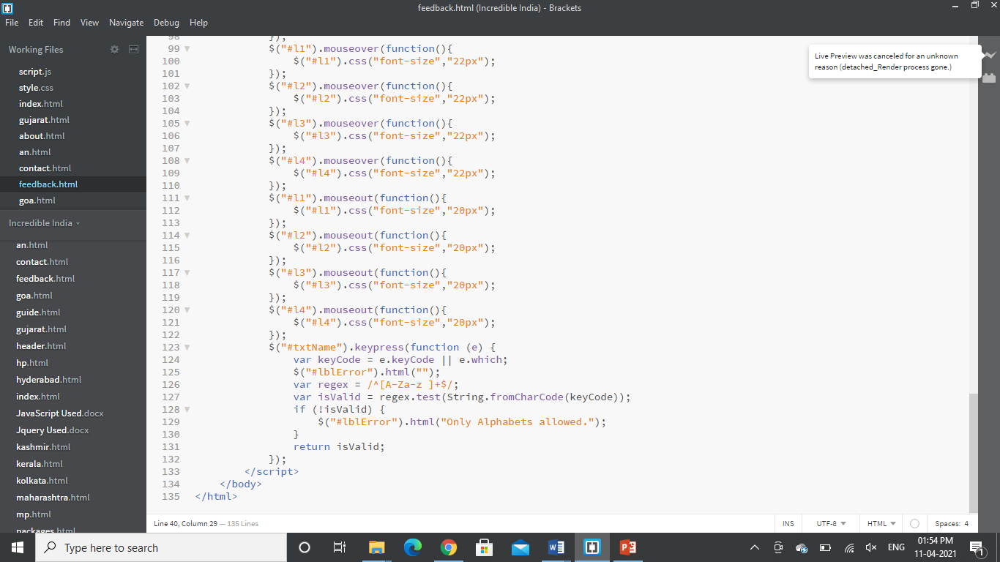 feedback.html (Incredible India) - Brackets
File Edit Find View Navigate Debug Help
Working Files
script.js
style.css
index.html
gujarat.html
about.html
an.html
contact.html
feedback.html
goa.html
Incredible India
an.html
contact.html
feedback.html
goa.html
guide.html
gujarat.html
header.html
hp.html
hyderabad.html
index.html
JavaScript Used.docx
Jquery Used.docx
kashmir.html
kerala.html
kolkata.html
maharashtra.html
mp.html
packages.html
98 });
99 $("#l1").mouseover(function(){
100 $("#l1").css("font-size","22px");
101 });
102 $("#l2").mouseover(function(){
103 $("#l2").css("font-size","22px");
104 });
105 $("#l3").mouseover(function(){
106 $("#l3").css("font-size","22px");
107 });
108 $("#l4").mouseover(function(){
109 $("#l4").css("font-size","22px");
110 });
111 $("#l1").mouseout(function(){
112 $("#l1").css("font-size","20px");
113 });
114 $("#l2").mouseout(function(){
115 $("#l2").css("font-size","20px");
116 });
117 $("#l3").mouseout(function(){
118 $("#l3").css("font-size","20px");
119 });
120 $("#l4").mouseout(function(){
121 $("#l4").css("font-size","20px");
122 });
123 $("#txtName").keypress(function (e) {
124 var keyCode = e.keyCode || e.which;
125 $("#lblError").html("");
126 var regex = /^[A-Za-z ]+$/;
127 var isValid = regex.test(String.fromCharCode(keyCode));
128 if (!isValid) {
129 $("#lblError").html("Only Alphabets allowed.");
130 }
131 return isValid;
132 });
133 </script>
134 </body>
135 </html>
Live Preview was canceled for an unknown
reason (detached_Render process gone.)
Line 40, Column 29 — 135 Lines
INS UTF-8 HTML Spaces: 4
Type here to search
ENG
01:54 PM
11-04-2021
1